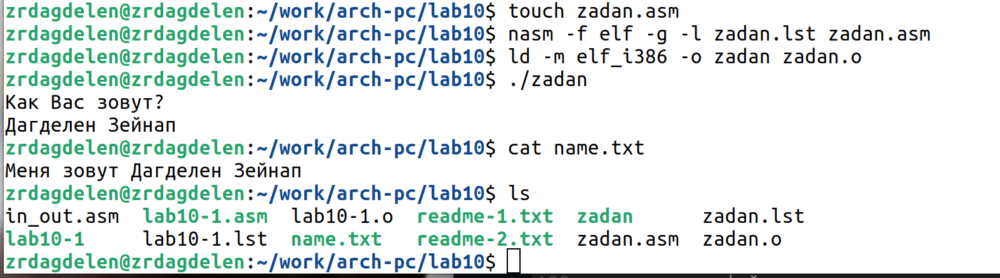 zrdagdelen@zrdagdelen:~/work/arch-pc/lab10$ touch zadan.asm
zrdagdelen@zrdagdelen:~/work/arch-pc/lab10$ nasm -f elf -g -l zadan.lst zadan.asm
zrdagdelen@zrdagdelen:~/work/arch-pc/lab10$ ld -m elf_i386 -o zadan zadan.o
zrdagdelen@zrdagdelen:~/work/arch-pc/lab10$ ./zadan
Как Вас зовут?
Дагделен Зейнап
zrdagdelen@zrdagdelen:~/work/arch-pc/lab10$ cat name.txt
Меня зовут Дагделен Зейнап
zrdagdelen@zrdagdelen:~/work/arch-pc/lab10$ ls
in_out.asm  lab10-1.asm  lab10-1.o  readme-1.txt  zadan      zadan.lst
lab10-1     lab10-1.lst  name.txt   readme-2.txt  zadan.asm  zadan.o
zrdagdelen@zrdagdelen:~/work/arch-pc/lab10$